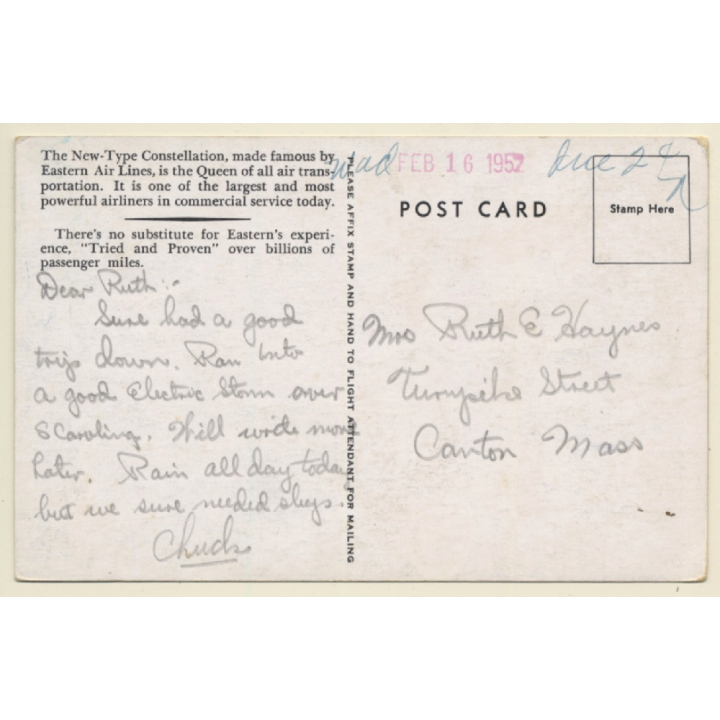 The New-Type Constellation, made famous by
Eastern Air Lines, is the Queen of all air trans-
portation. It is one of the largest and most
powerful airliners in commercial service today.
There's no substitute for Eastern's experi-
ence, "Tried and Proven" over billions of
passenger miles.
Dear Ruth:-
Sure had a good
trip down. Ran into
a good Electric Storm over
S Carolina. Will write more
later. Rain all day today
but we sure needed sleep.
Chuck
PLEASE AFFIX STAMP AND HAND TO FLIGHT ATTENDANT FOR MAILING
FEB 16 1952
Due 2¢
POST CARD
Stamp Here
Mrs Ruth E Haynes
Turnpike Street
Canton Mass